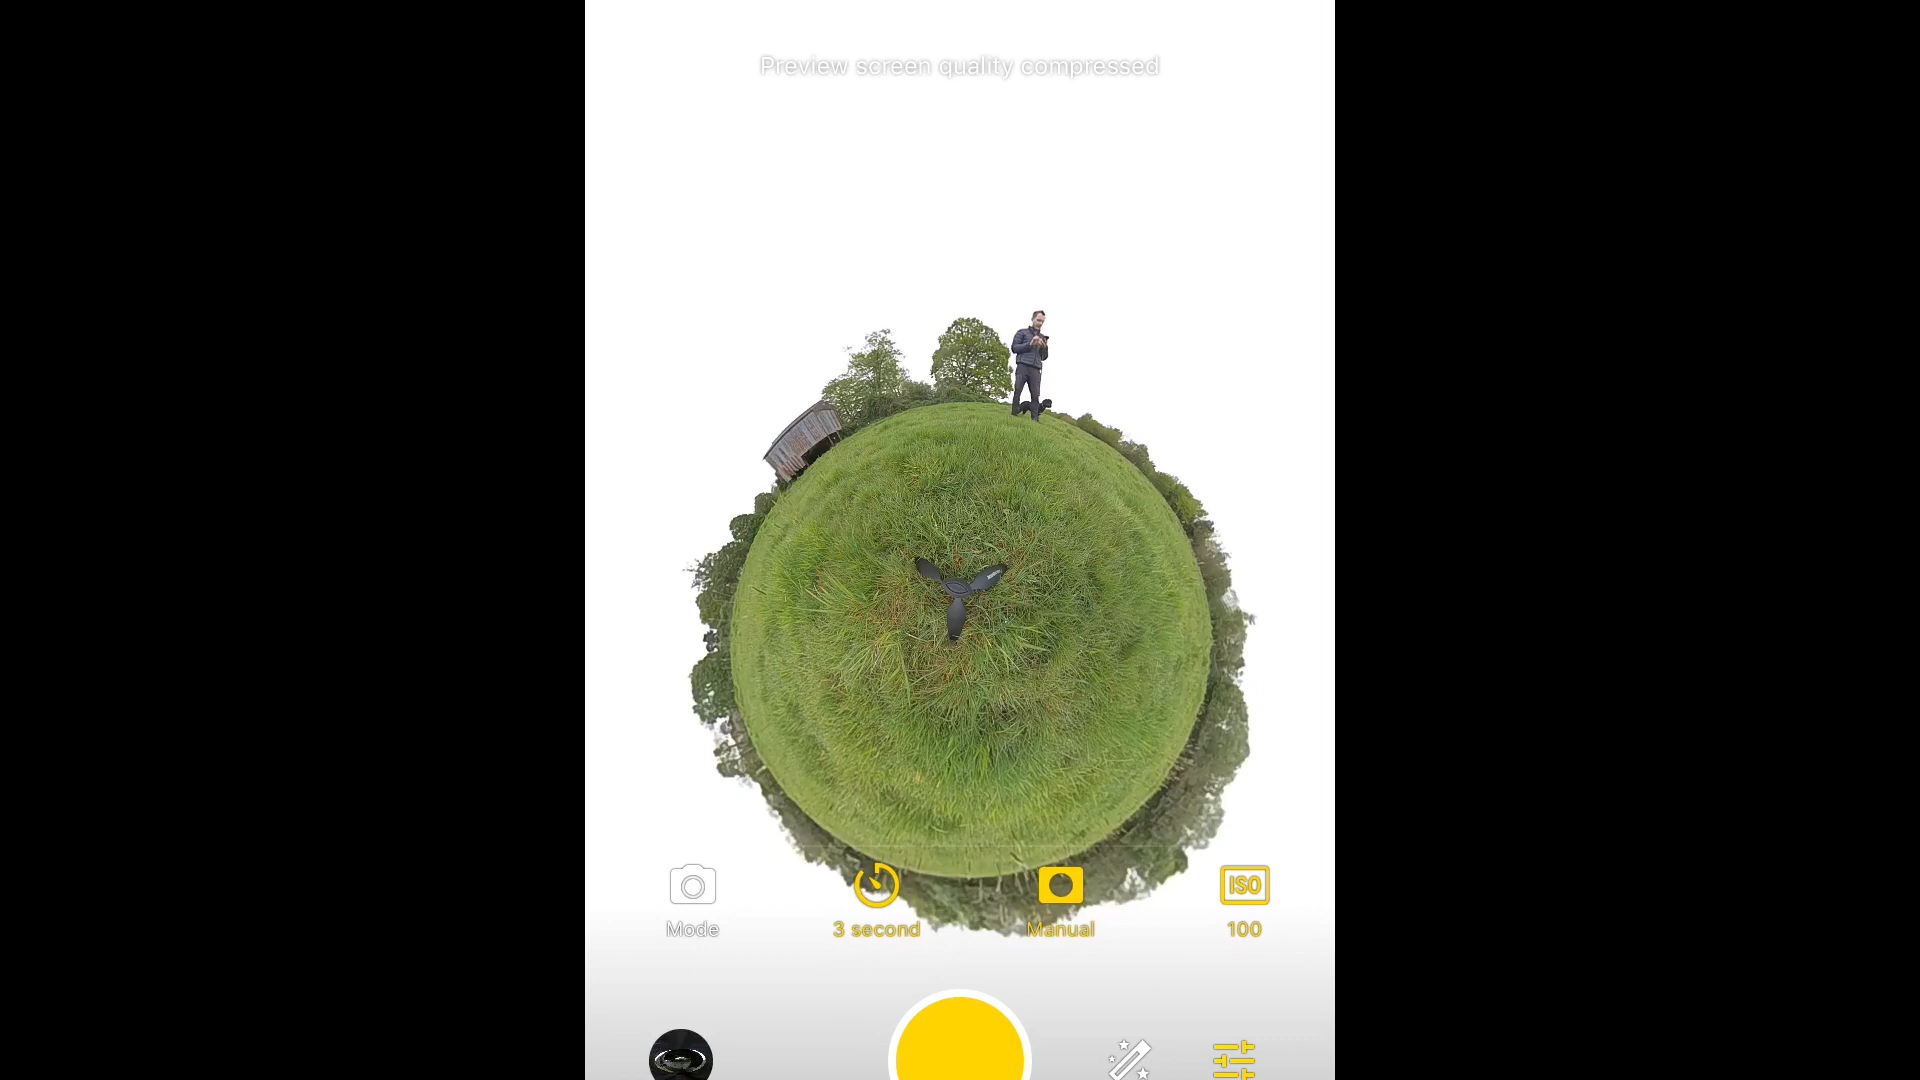 Preview screen quality compressed
ISO
Mode
3 second
Manual
100